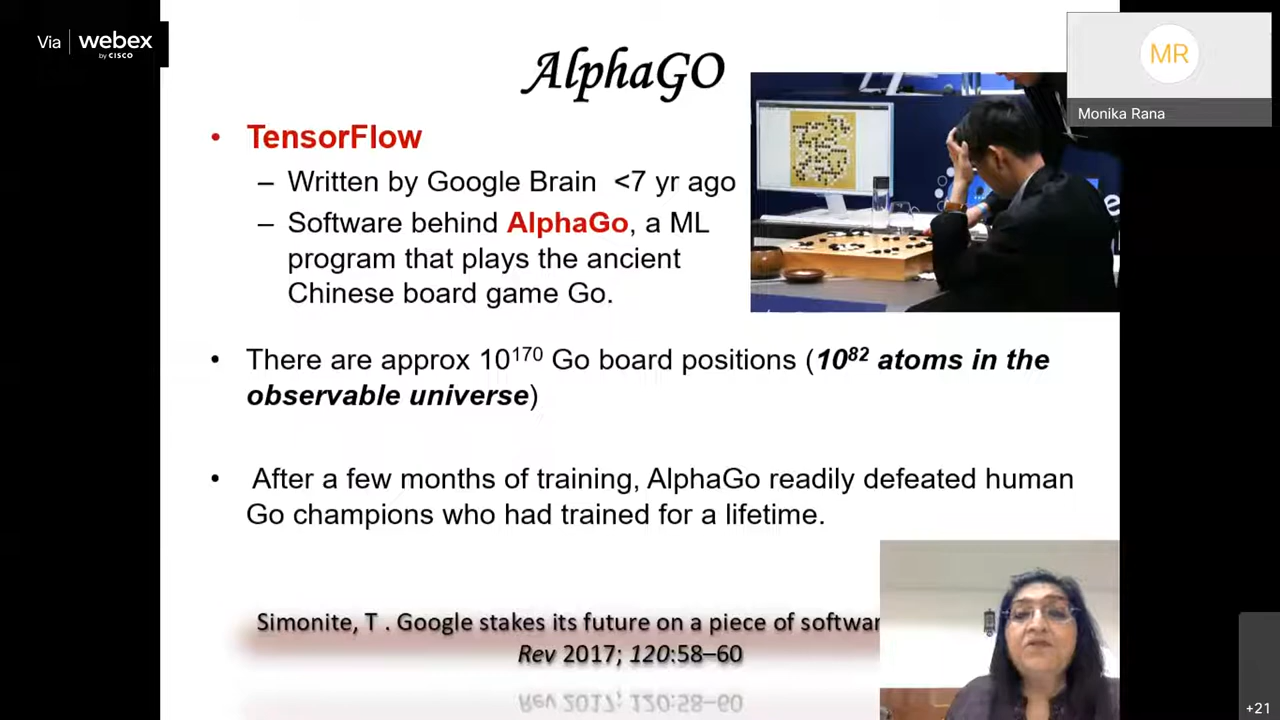 Via webex
by CISCO
MR
Monika Rana
AlphaGO
• TensorFlow
– Written by Google Brain <7 yr ago
– Software behind AlphaGo, a ML
program that plays the ancient
Chinese board game Go.
• There are approx 10¹⁷⁰ Go board positions (10⁸² atoms in the
observable universe)
• After a few months of training, AlphaGo readily defeated human
Go champions who had trained for a lifetime.
Simonite, T . Google stakes its future on a piece of softwar
Rev 2017; 120:58–60
+21